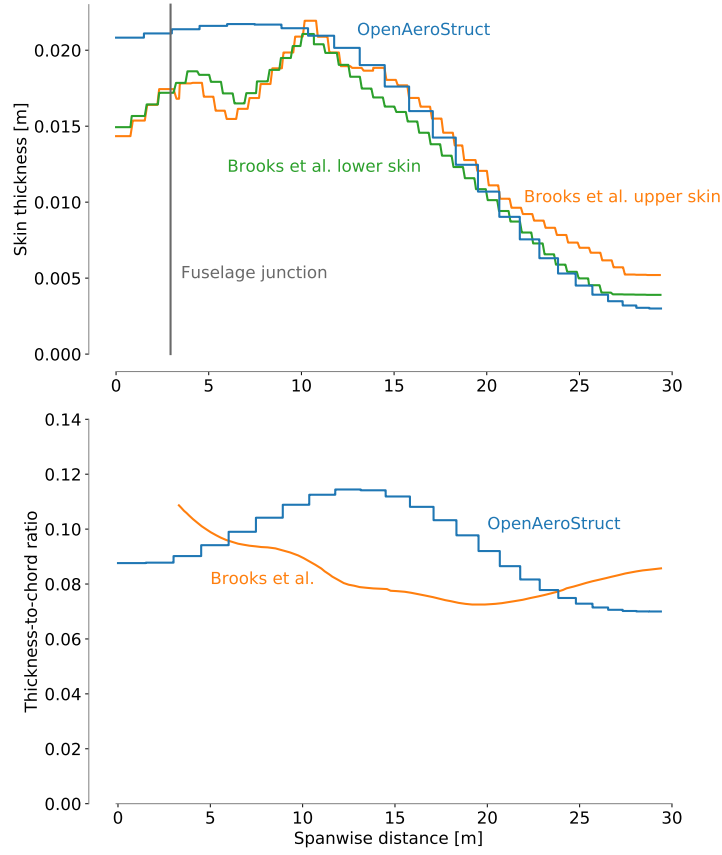 0.020
0.015
0.010
0.005
0.000
Skin thickness [m]
OpenAeroStruct
Brooks et al. lower skin
Brooks et al. upper skin
Fuselage junction
0 5 10 15 20 25 30
0.14
0.12
0.10
0.08
0.06
0.04
0.02
0.00
Thickness-to-chord ratio
OpenAeroStruct
Brooks et al.
0 5 10 15 20 25 30
Spanwise distance [m]